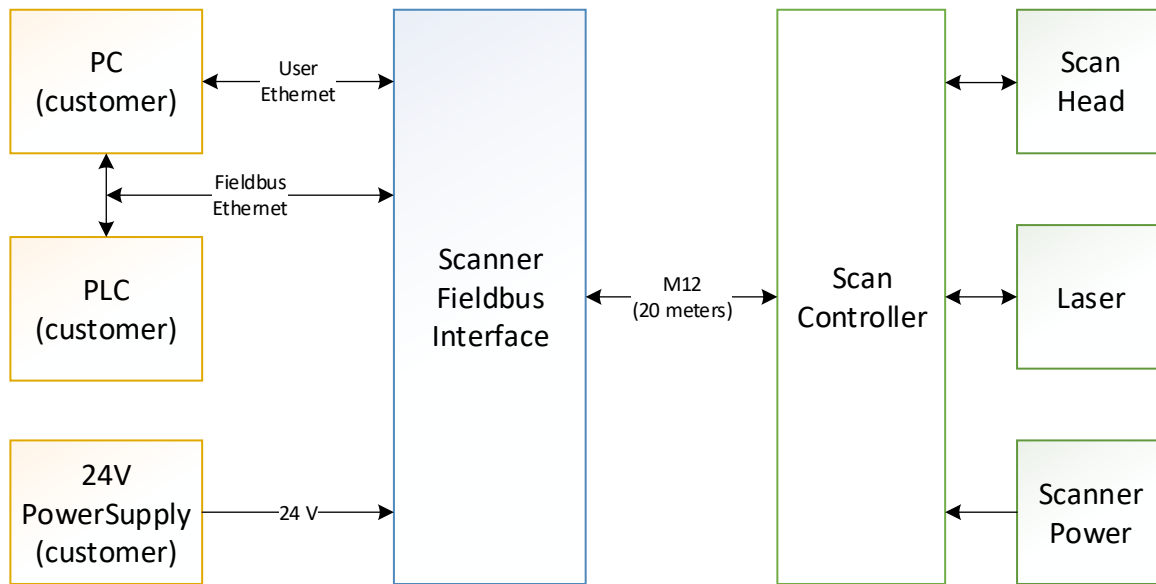 PC
(customer)
User
Ethernet
Fieldbus
Ethernet
PLC
(customer)
24V
PowerSupply
(customer)
24 V
Scanner
Fieldbus
Interface
M12
(20 meters)
Scan
Controller
Scan
Head
Laser
Scanner
Power